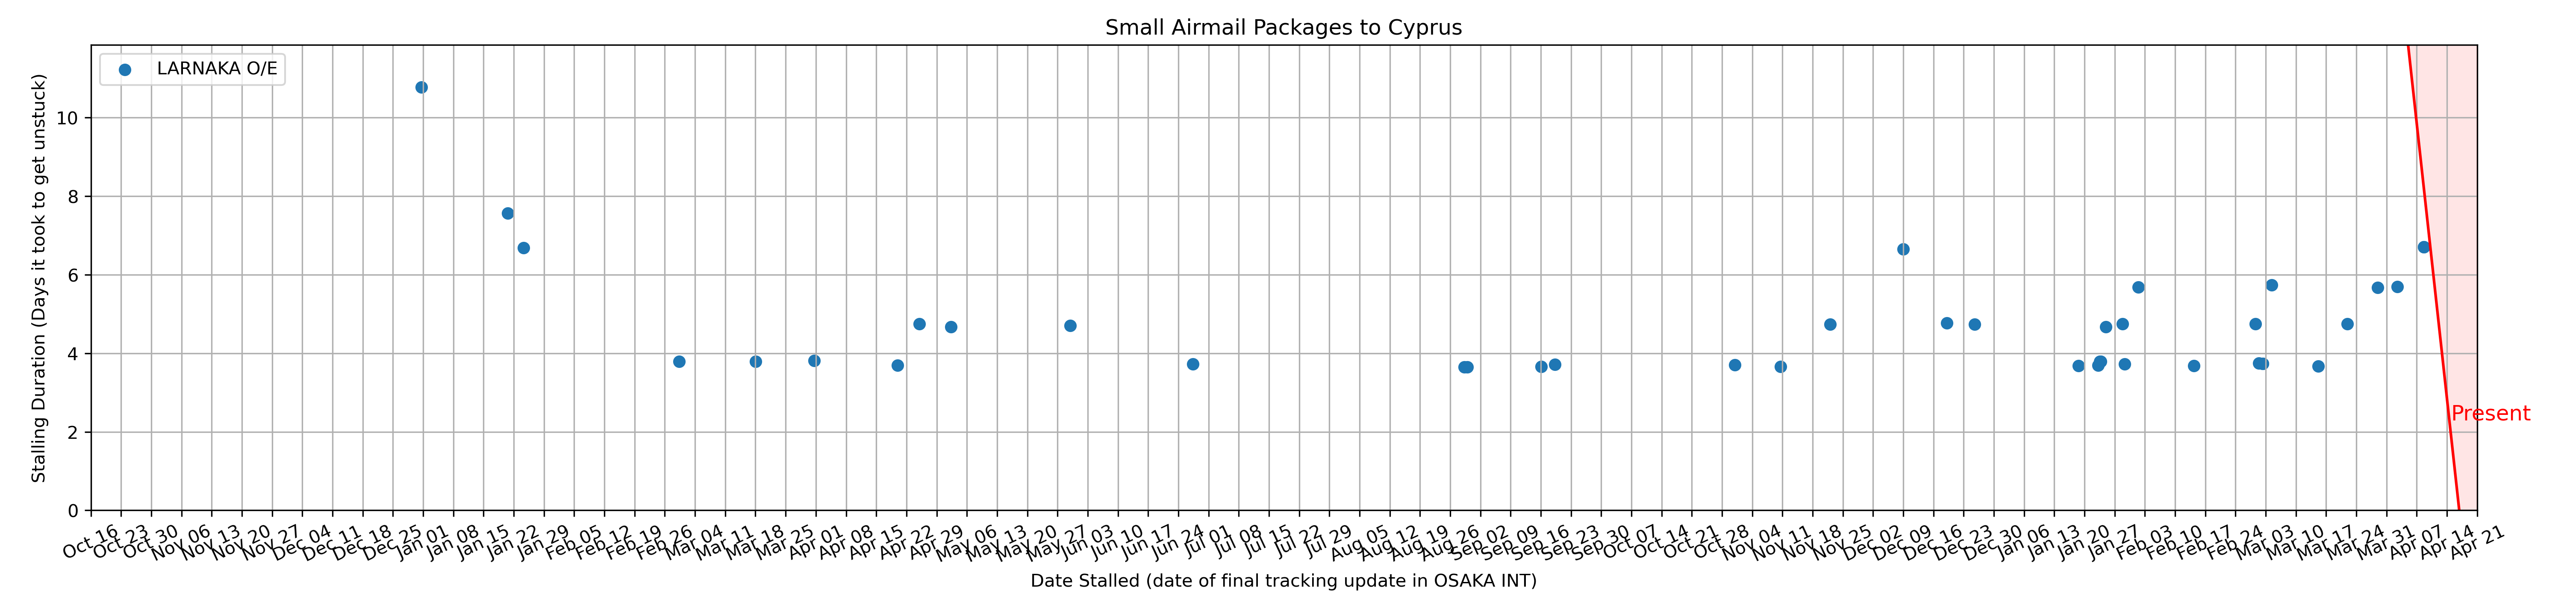 Small Airmail Packages to Cyprus
LARNAKA O/E
Stalling Duration (Days it took to get unstuck)
10
8
6
4
2
0
Present
Oct 16 Oct 23 Oct 30 Nov 06 Nov 13 Nov 20 Nov 27 Dec 04 Dec 11 Dec 18 Dec 25 Jan 01 Jan 08 Jan 15 Jan 22 Jan 29 Feb 05 Feb 12 Feb 19 Feb 26 Mar 04 Mar 11 Mar 18 Mar 25 Apr 01 Apr 08 Apr 15 Apr 22 Apr 29 May 06 May 13 May 20 May 27 Jun 03 Jun 10 Jun 17 Jun 24 Jul 01 Jul 08 Jul 15 Jul 22 Jul 29 Aug 05 Aug 12 Aug 19 Aug 26 Sep 02 Sep 09 Sep 16 Sep 23 Sep 30 Oct 07 Oct 14 Oct 21 Oct 28 Nov 04 Nov 11 Nov 18 Nov 25 Dec 02 Dec 09 Dec 16 Dec 23 Dec 30 Jan 06 Jan 13 Jan 20 Jan 27 Feb 03 Feb 10 Feb 17 Feb 24 Mar 03 Mar 10 Mar 17 Mar 24 Mar 31 Apr 07 Apr 14 Apr 21
Date Stalled (date of final tracking update in OSAKA INT)